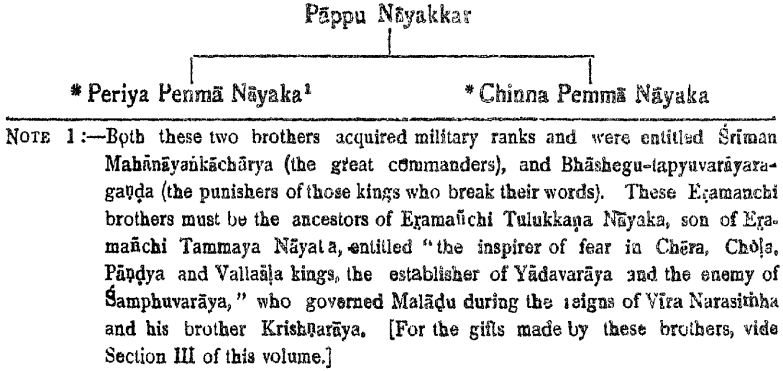 Pāppu Nāyakkar
* Periya Penmā Nāyaka¹ * Chinna Pemmā Nāyaka
NOTE 1 :—Both these two brothers acquired military ranks and were entitled Śrīman
Mahānāyaṅkāchārya (the great commanders), and Bhāshegu-tapyuvarāyara-
gaṇḍa (the punishers of those kings who break their words). These Eṟamanchi
brothers must be the ancestors of Eṟamañchi Tulukkaṇa Nāyaka, son of Eṟa-
mañchi Tammaya Nāyaka, entitled “the inspirer of fear in Chēra, Chōḷa,
Pāṇḍya and Vallaāḷa kings, the establisher of Yādavarāya and the enemy of
Śamphuvarāya,” who governed Malāḍu during the reigns of Vīra Narasiṁha
and his brother Krishṇarāya. [For the gifts made by these brothers, vide
Section III of this volume.]